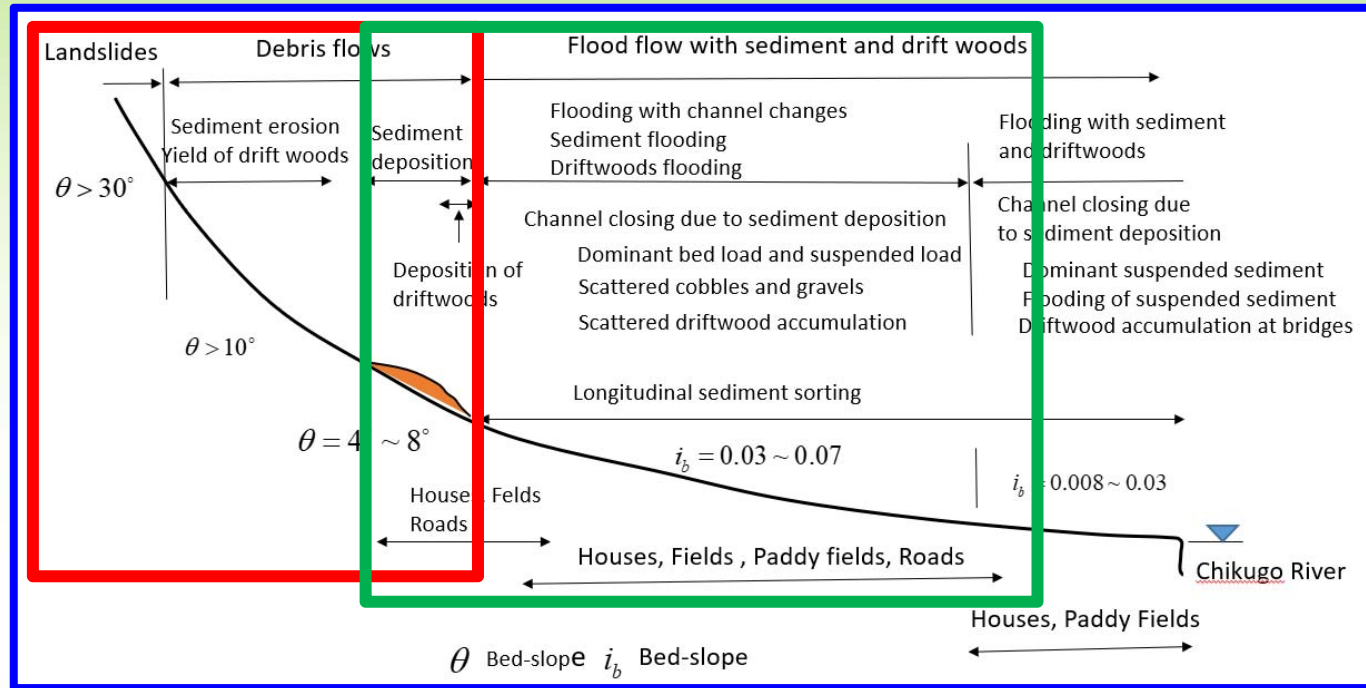 Landslides
Debris flows
Flood flow with sediment and drift woods
Sediment erosion
Yield of drift woods
Sediment
deposition
Flooding with channel changes
Sediment flooding
Driftwoods flooding
Flooding with sediment
and driftwoods
θ > 30°
Channel closing due to sediment deposition
Dominant bed load and suspended load
Scattered cobbles and gravels
Scattered driftwood accumulation
Channel closing due
to sediment deposition
Dominant suspended sediment
Flooding of suspended sediment
Driftwood accumulation at bridges
Deposition of
driftwoods
θ > 10°
Longitudinal sediment sorting
θ = 4 ~ 8°
i_b = 0.03 ~ 0.07
i_b = 0.008 ~ 0.03
Houses, Felds
Roads
Houses, Fields , Paddy fields, Roads
Chikugo River
Houses, Paddy Fields
θ Bed-slope i_b Bed-slope